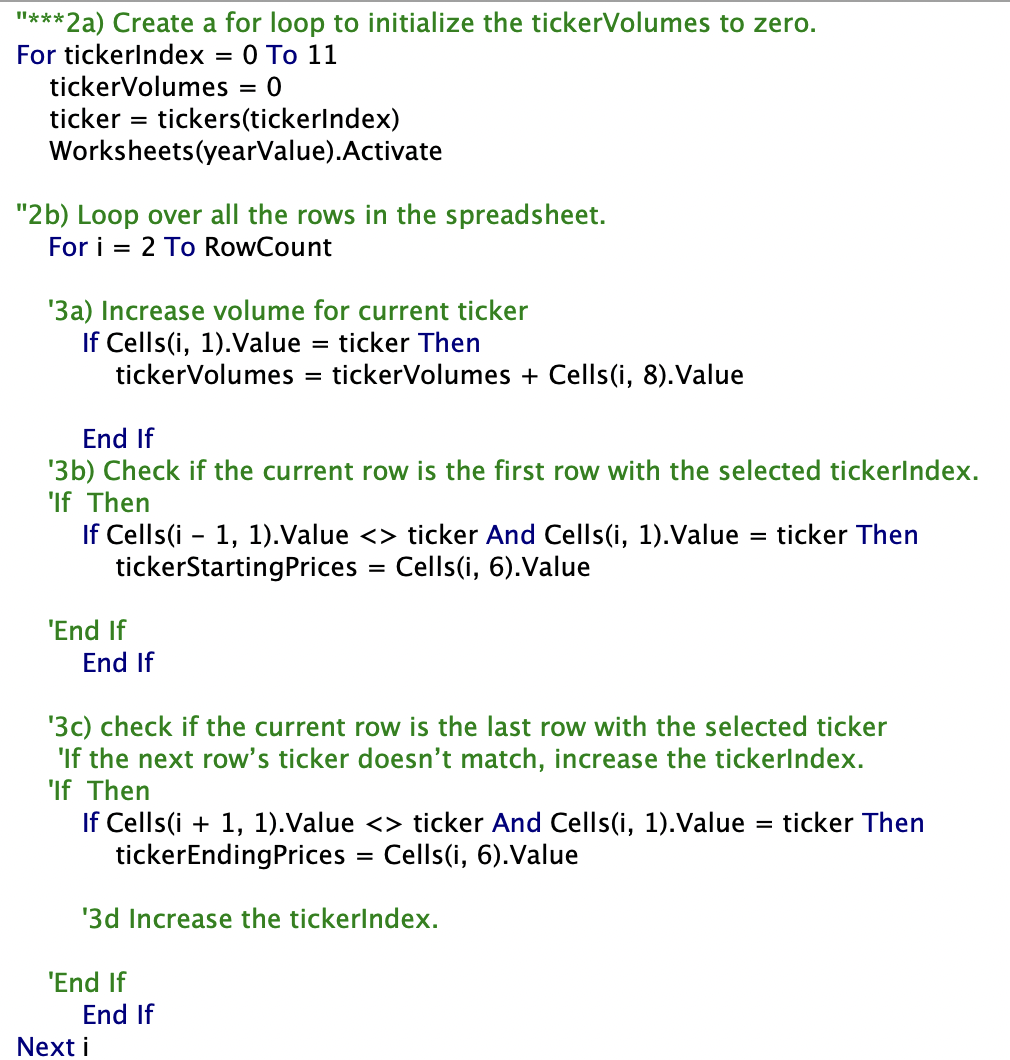 ''***2a) Create a for loop to initialize the tickerVolumes to zero.
For tickerIndex = 0 To 11
tickerVolumes = 0
ticker = tickers(tickerIndex)
Worksheets(yearValue).Activate
''2b) Loop over all the rows in the spreadsheet.
For i = 2 To RowCount
'3a) Increase volume for current ticker
If Cells(i, 1).Value = ticker Then
tickerVolumes = tickerVolumes + Cells(i, 8).Value
End If
'3b) Check if the current row is the first row with the selected tickerIndex.
'If  Then
If Cells(i - 1, 1).Value <> ticker And Cells(i, 1).Value = ticker Then
tickerStartingPrices = Cells(i, 6).Value
'End If
End If
'3c) check if the current row is the last row with the selected ticker
'If the next row’s ticker doesn’t match, increase the tickerIndex.
'If  Then
If Cells(i + 1, 1).Value <> ticker And Cells(i, 1).Value = ticker Then
tickerEndingPrices = Cells(i, 6).Value
'3d Increase the tickerIndex.
'End If
End If
Next i